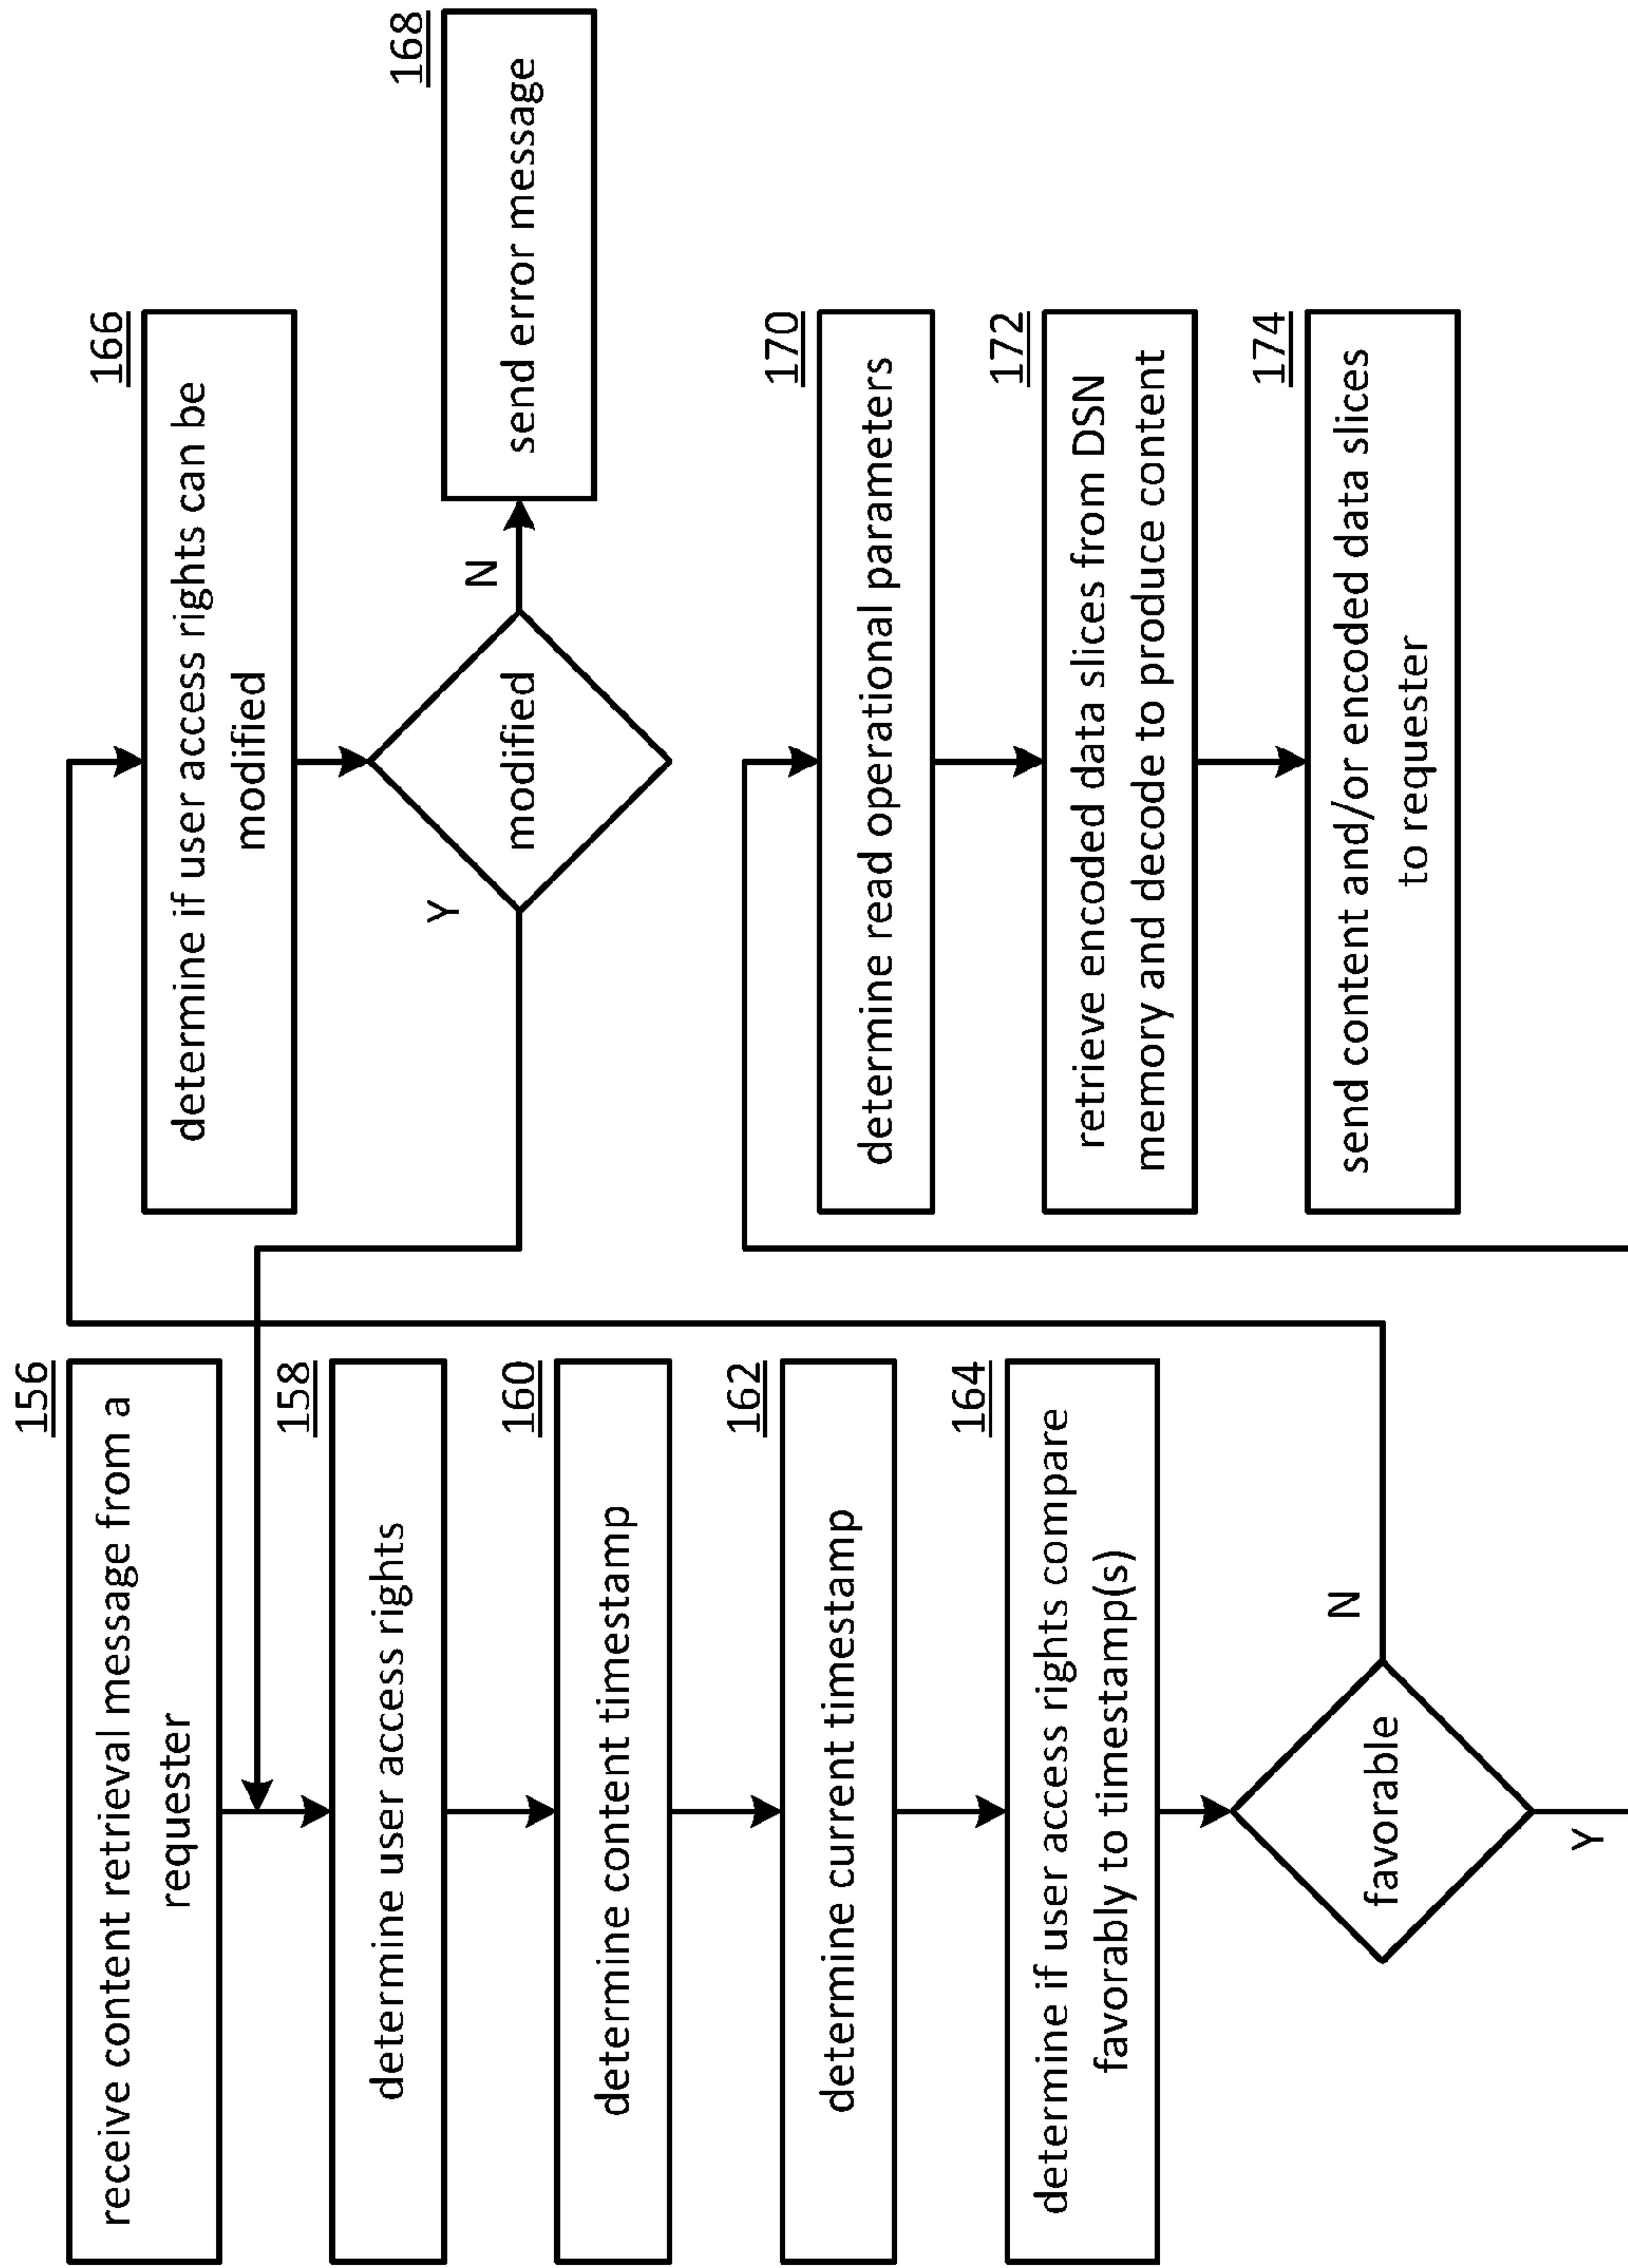 156
receive content retrieval message from a
requester
158
determine user access rights
160
determine content timestamp
162
determine current timestamp
164
determine if user access rights compare
favorably to timestamp(s)
favorable
N
Y
166
determine if user access rights can be
modified
modified
Y
N
168
send error message
170
determine read operational parameters
172
retrieve encoded data slices from DSN
memory and decode to produce content
174
send content and/or encoded data slices
to requester